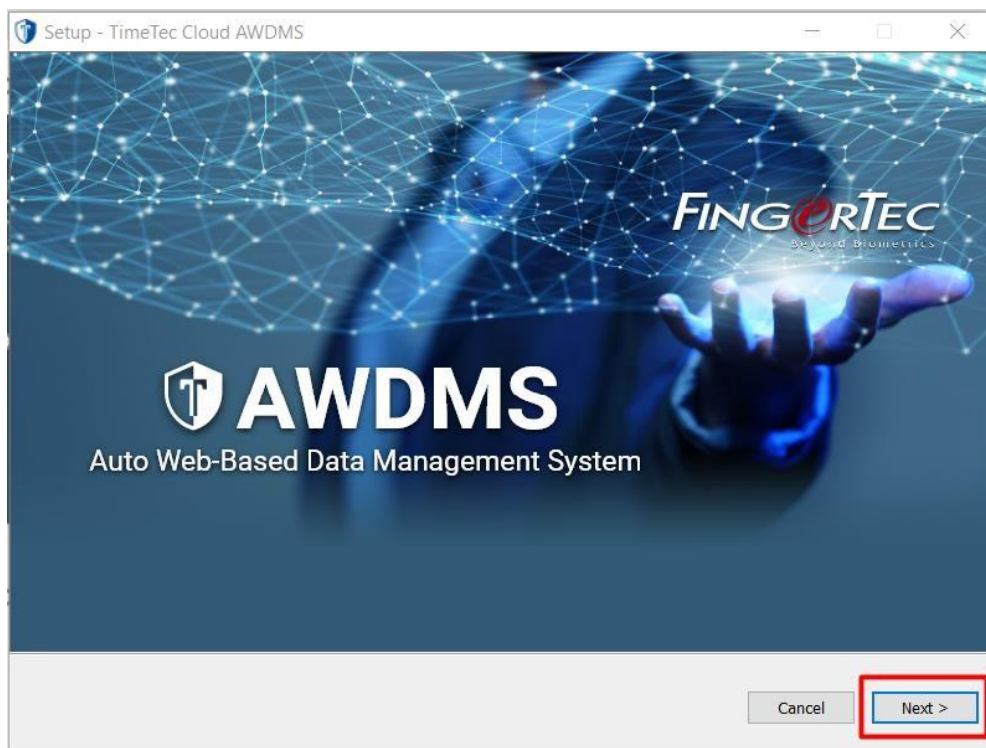 Setup - TimeTec Cloud AWDMS
FINGERTEC
Beyond Biometrics
T AWDMS
Auto Web-Based Data Management System
Cancel
Next >